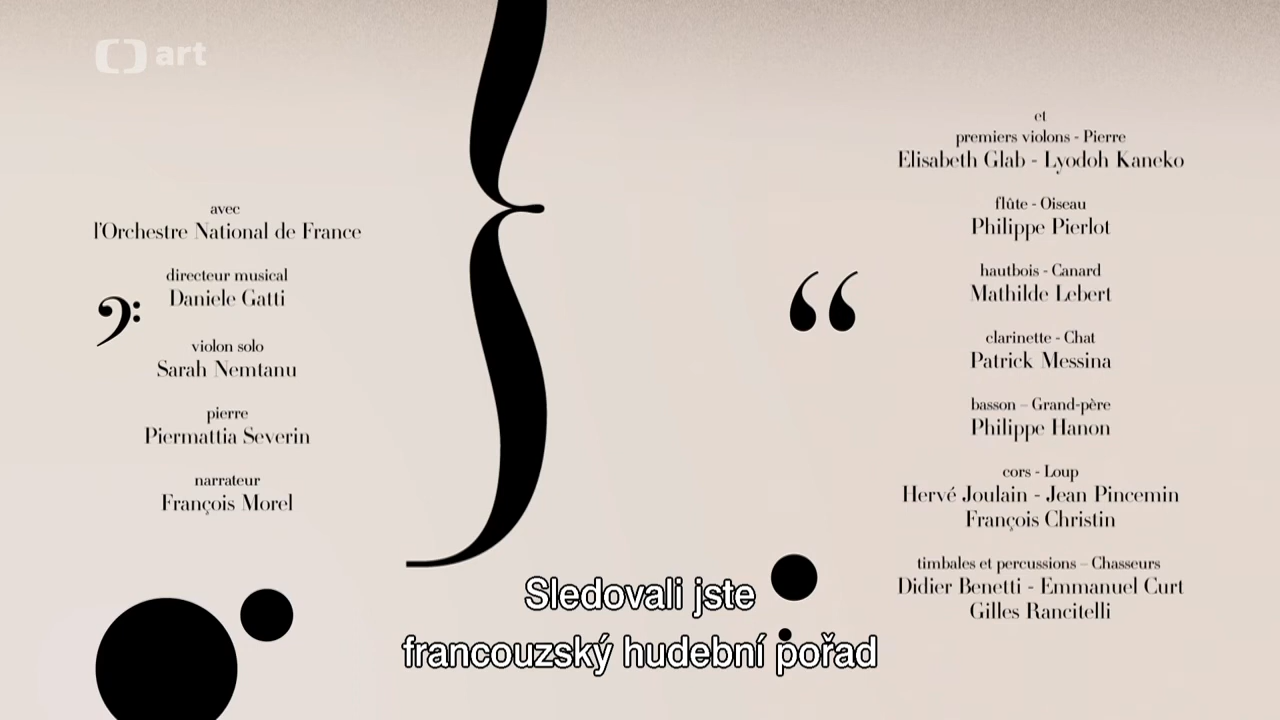 art
avec
l'Orchestre National de France
directeur musical
Daniele Gatti
violon solo
Sarah Nemtanu
pierre
Piermattia Severin
narrateur
François Morel
et
premiers violons - Pierre
Elisabeth Glab - Lyodoh Kaneko
flûte - Oiseau
Philippe Pierlot
hautbois - Canard
Mathilde Lebert
clarinette - Chat
Patrick Messina
basson – Grand-père
Philippe Hanon
cors - Loup
Hervé Joulain - Jean Pincemin
François Christin
timbales et percussions – Chasseurs
Didier Benetti - Emmanuel Curt
Gilles Rancitelli
Sledovali jste
francouzský hudební pořad